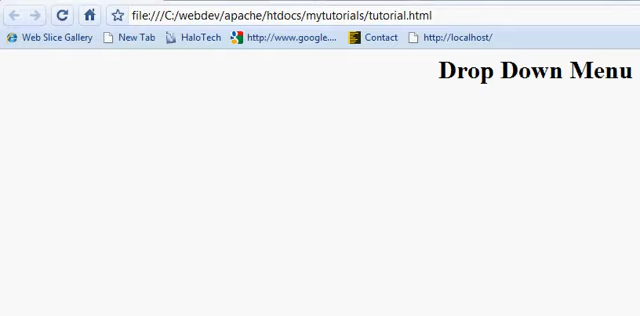 file:///C:/webdev/apache/htdocs/mytutorials/tutorial.html
Web Slice Gallery New Tab HaloTech http://www.google.... Contact http://localhost/
Drop Down Menu